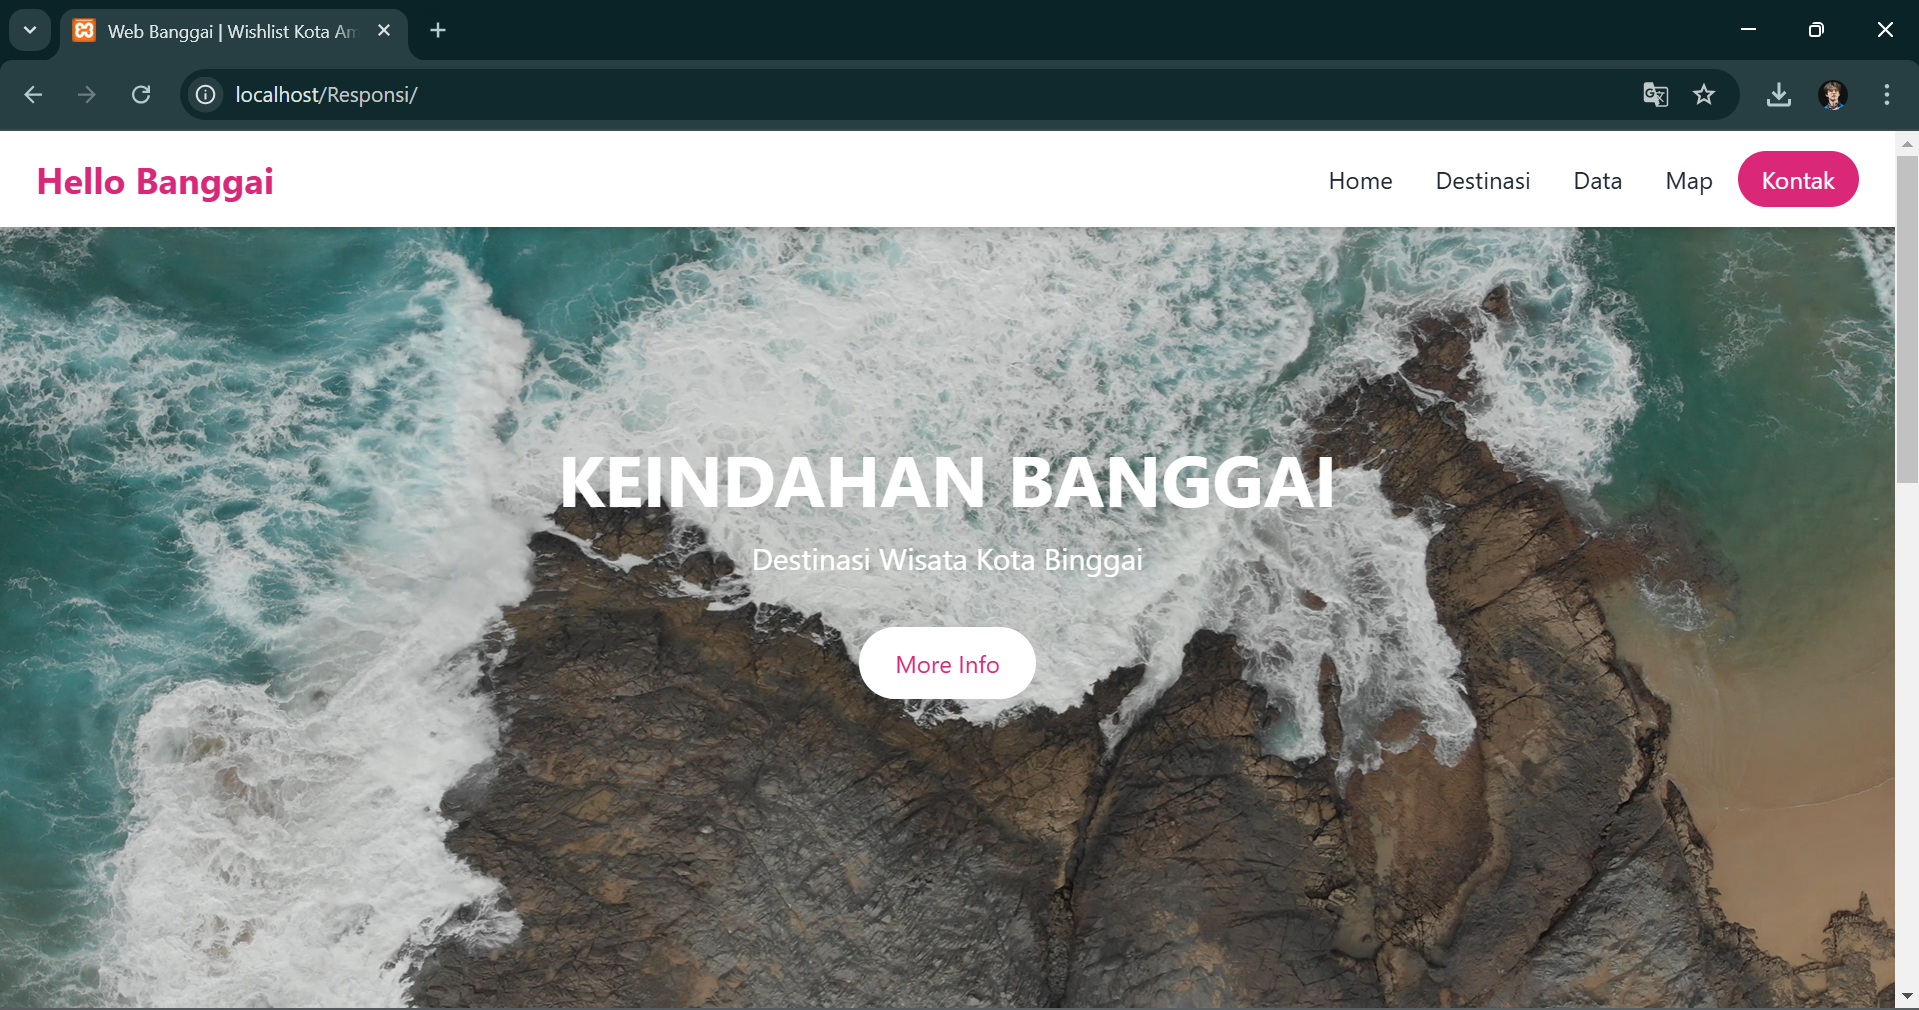 Web Banggai | Wishlist Kota
localhost/Responsi/
Hello Banggai
Home
Destinasi
Data
Map
Kontak
KEINDAHAN BANGGAI
Destinasi Wisata Kota Binggai
More Info